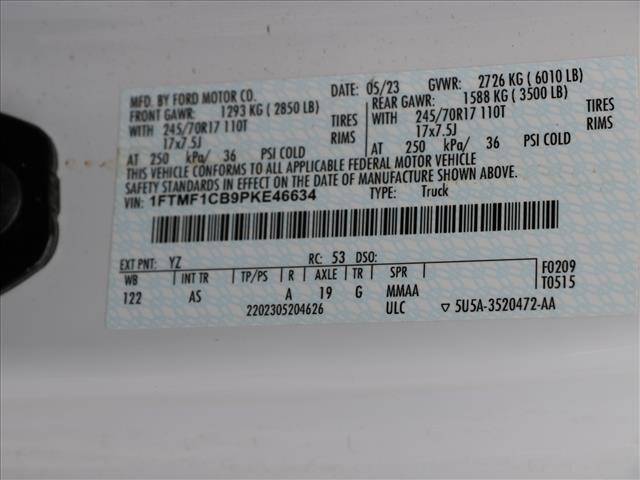 MFD. BY FORD MOTOR CO.
DATE: 05/23 GVWR: 2726 KG ( 6010 LB)
FRONT GAWR: 1293 KG ( 2850 LB)
REAR GAWR: 1588 KG ( 3500 LB)
WITH 245/70R17 110T TIRES
WITH 245/70R17 110T TIRES
17x7.5J RIMS
17x7.5J RIMS
AT 250 kPa/ 36 PSI COLD
AT 250 kPa/ 36 PSI COLD
THIS VEHICLE CONFORMS TO ALL APPLICABLE FEDERAL MOTOR VEHICLE
SAFETY STANDARDS IN EFFECT ON THE DATE OF MANUFACTURE SHOWN ABOVE.
VIN: 1FTMF1CB9PKE46634 TYPE: Truck
EXT PNT: YZ RC: 53 DSO:
WB INT TR TP/PS R AXLE TR SPR
122 AS A 19 G MMAA
F0209
T0515
2202305204626 ULC ▽ 5U5A-3520472-AA